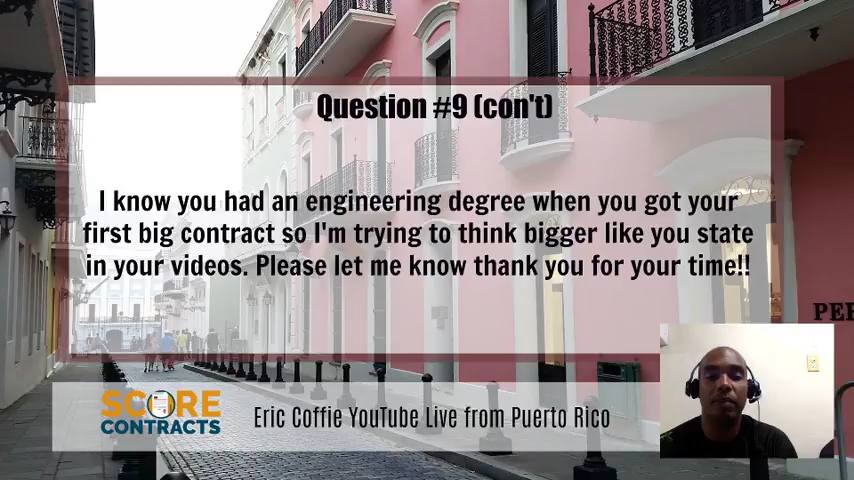 Question #9 (con't)
I know you had an engineering degree when you got your
first big contract so I'm trying to think bigger like you state
in your videos. Please let me know thank you for your time!!
PER
SCORE
CONTRACTS
Eric Coffie YouTube Live from Puerto Rico